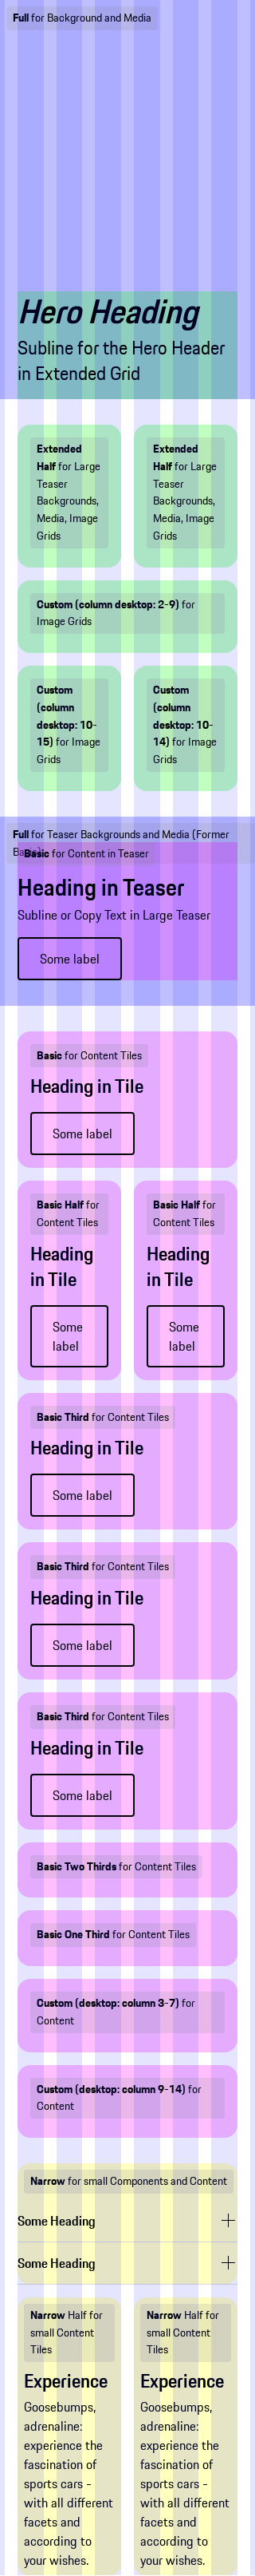 Full for Background and Media
Hero Heading
Subline for the Hero Header
in Extended Grid
Extended
Half for Large
Teaser
Backgrounds,
Media, Image
Grids
Extended
Half for Large
Teaser
Backgrounds,
Media, Image
Grids
Custom (column desktop: 2-9) for
Image Grids
Custom
(column
desktop: 10-
15) for Image
Grids
Custom
(column
desktop: 10-
14) for Image
Grids
Full for Teaser Backgrounds and Media (Former
Basic)
Basic for Content in Teaser
Heading in Teaser
Subline or Copy Text in Large Teaser
Some label
Basic for Content Tiles
Heading in Tile
Some label
Basic Half for
Content Tiles
Heading
in Tile
Some
label
Basic Half for
Content Tiles
Heading
in Tile
Some
label
Basic Third for Content Tiles
Heading in Tile
Some label
Basic Third for Content Tiles
Heading in Tile
Some label
Basic Third for Content Tiles
Heading in Tile
Some label
Basic Two Thirds for Content Tiles
Basic One Third for Content Tiles
Custom (desktop: column 3-7) for
Content
Custom (desktop: column 9-14) for
Content
Narrow for small Components and Content
Some Heading
Some Heading
Narrow Half for
small Content
Tiles
Experience
Goosebumps,
adrenaline:
experience the
fascination of
sports cars -
with all different
facets and
according to
your wishes.
Narrow Half for
small Content
Tiles
Experience
Goosebumps,
adrenaline:
experience the
fascination of
sports cars -
with all different
facets and
according to
your wishes.